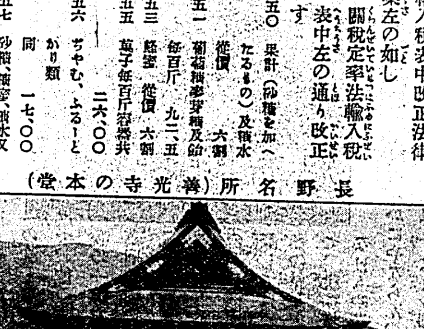 入稅表中改正法律
案左の如し
關稅定率法輸入稅
表中左の通り改正
す
五〇 果汁(砂糖を加へ
たるもの)及糖水
從價 六割
五一 葡萄糖麥芽糖及飴
每百斤 九、二五
五三 蜂蜜 從價 六割
五五 菓子每百斤容器共
二六、〇〇
五六 ぢやむ、ふるーと
かり類
同 一七、〇〇
五七 砂糖、糖蜜、糖水又
長野名所(善光寺の本堂)